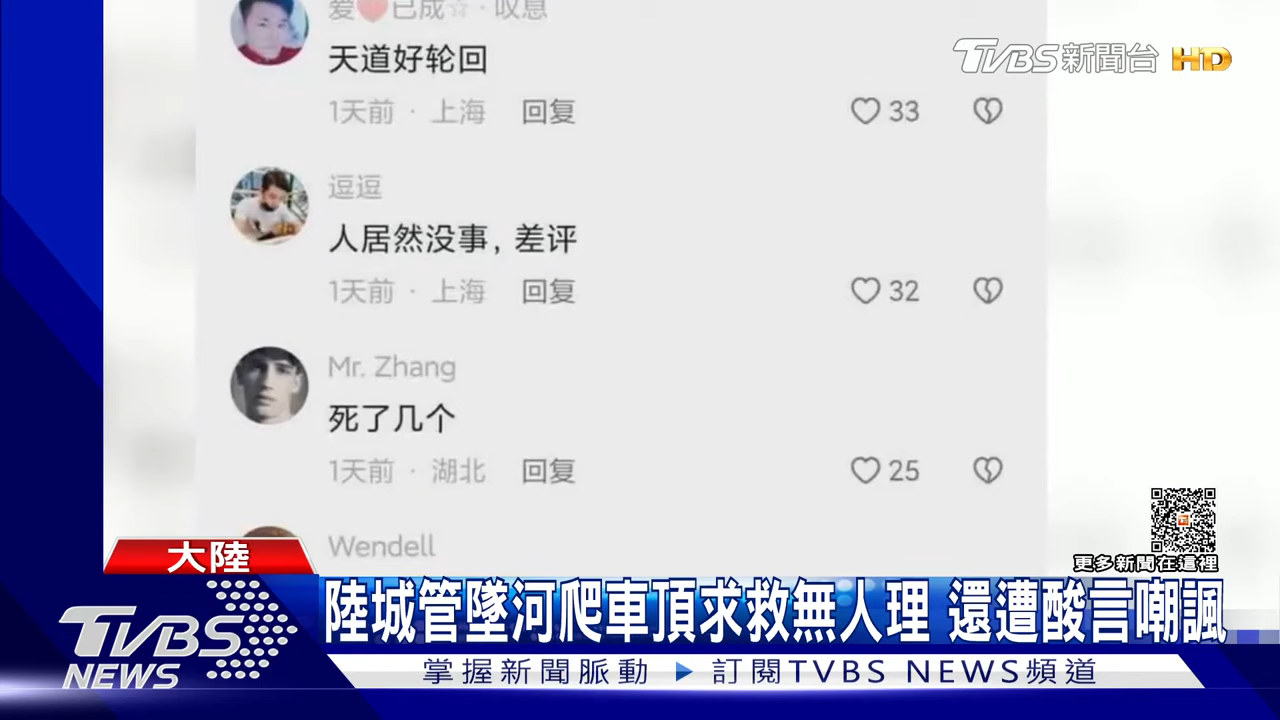 爱❤️已成☆·叹息
天道好轮回
1天前 · 上海 回复
33
TVBS新聞台 HD
逗逗
人居然没事，差评
1天前 · 上海 回复
32
Mr. Zhang
死了几个
1天前 · 湖北 回复
25
Wendell
更多新聞在這裡
大陸
陸城管墜河爬車頂求救無人理 還遭酸言嘲諷
TVBS
NEWS
掌握新聞脈動 ▶ 訂閱TVBS NEWS頻道